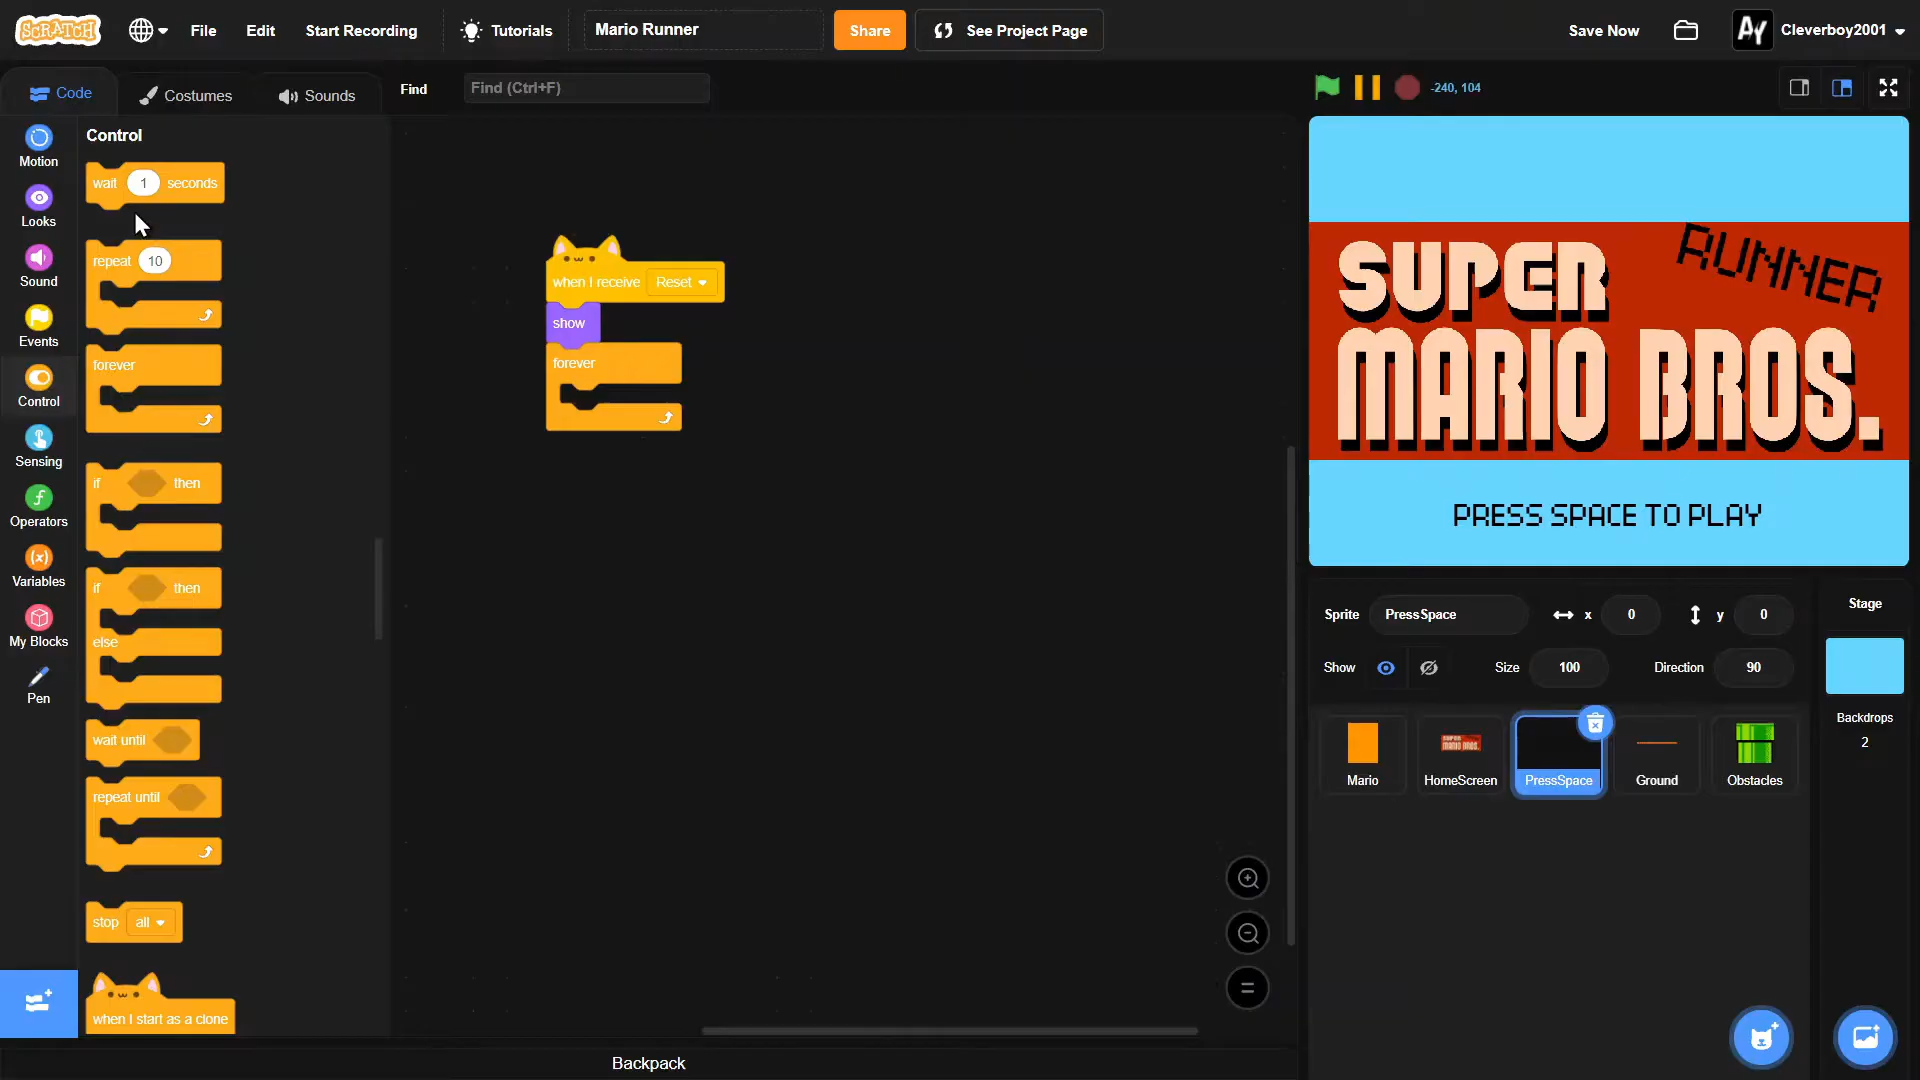 SCRATCH
File
Edit
Start Recording
Tutorials
Mario Runner
Share
See Project Page
Save Now
Ay
Cleverboy2001
Code
Costumes
Sounds
Find
Find (Ctrl+F)
-240, 104
Motion
Looks
Sound
Events
Control
Sensing
Operators
Variables
My Blocks
Pen
Control
wait 1 seconds
repeat 10
forever
if then
if then
else
wait until
repeat until
stop all
when I start as a clone
when I receive Reset
show
forever
RUNNER
SUPER
MARIO BROS.
PRESS SPACE TO PLAY
Sprite PressSpace x 0 y 0
Show Size 100 Direction 90
SUPER
MARIO BROS.
Mario
HomeScreen
PressSpace
Ground
Obstacles
Stage
Backdrops
2
Backpack